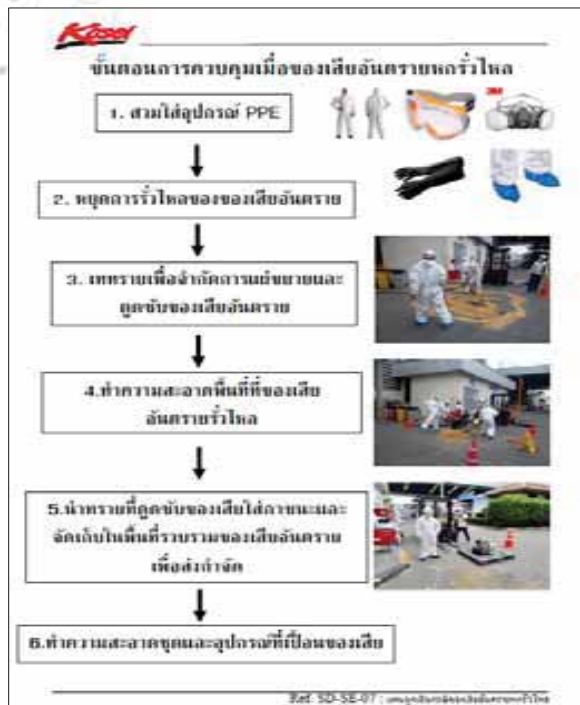 ขั้นตอนการควบคุมเมื่อของเสียอันตรายหกรั่วไหล
1. สวมใส่อุปกรณ์ PPE
3M
2. หยุดการรั่วไหลของของเสียอันตราย
3. เททรายเพื่อจำกัดการแผ่ขยายและ
ดูดซับของเสียอันตราย
4.ทำความสะอาดพื้นที่ที่ของเสีย
อันตรายรั่วไหล
5.นำทรายที่ดูดซับของเสียใส่ภาชนะและ
จัดเก็บในพื้นที่รวบรวมของเสียอันตราย
เพื่อส่งกำจัด
6.ทำความสะอาดชุดและอุปกรณ์ที่เปื้อนของเสีย
Ref: SD-SE-07 :